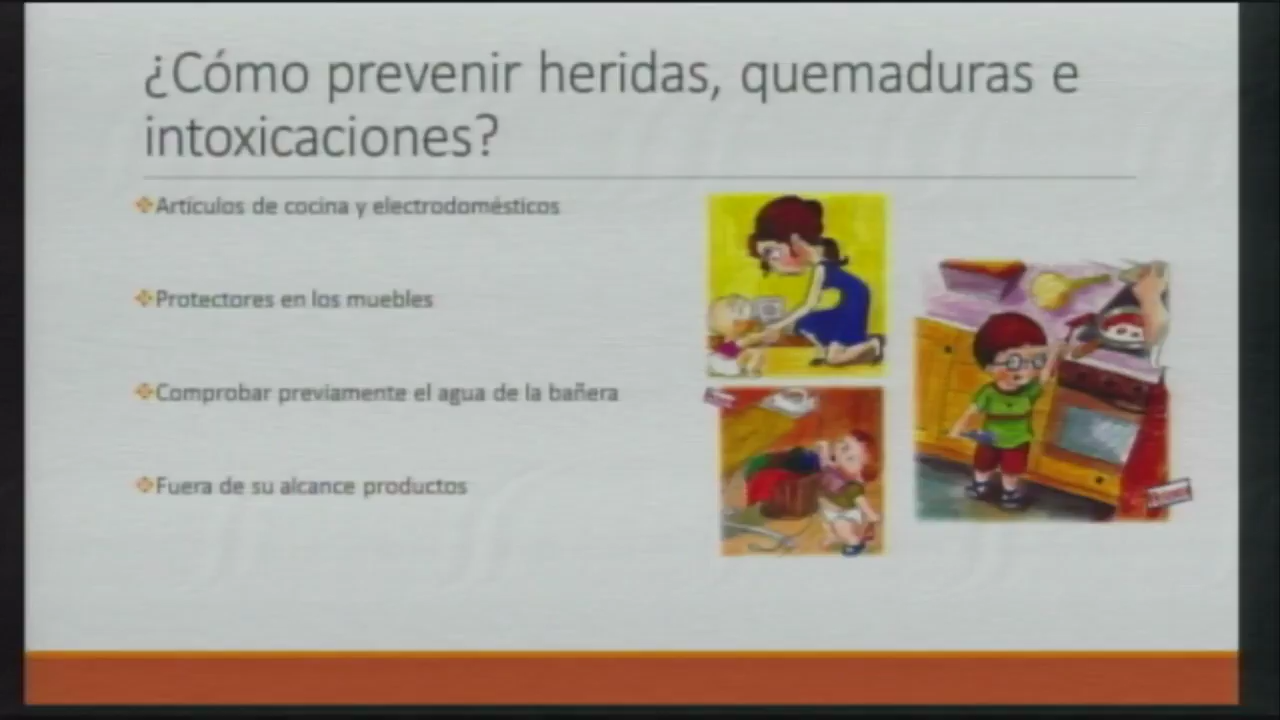 ¿Cómo prevenir heridas, quemaduras e
intoxicaciones?
Artículos de cocina y electrodomésticos
Protectores en los muebles
Comprobar previamente el agua de la bañera
Fuera de su alcance productos